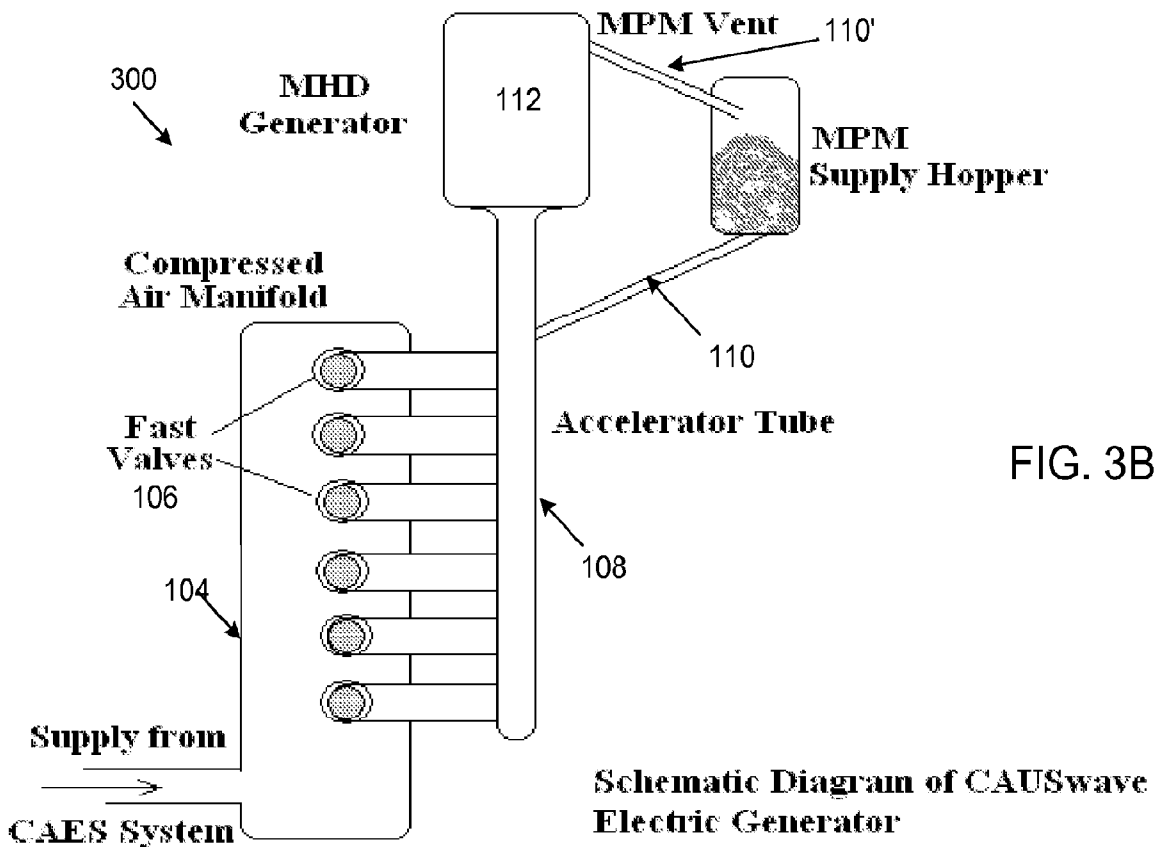 MPM Vent
110'
300
MHD
Generator
112
MPM
Supply Hopper
Compressed
Air Manifold
110
Fast
Valves
106
Accelerator Tube
FIG. 3B
108
104
Supply from
CAES System
Schematic Diagram of CAUSwave
Electric Generator